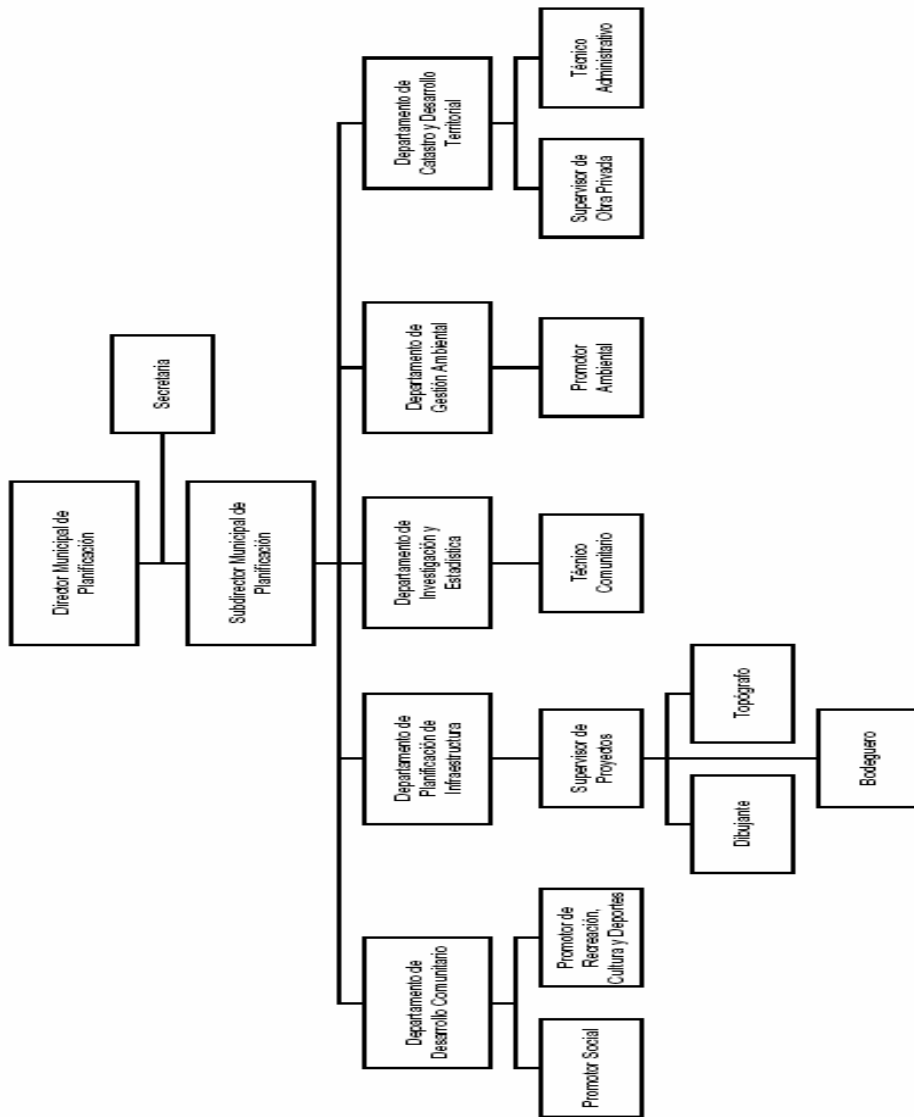 Director Municipal de
Planificación
Secretaria
Subdirector Municipal de
Planificación
Departamento de
Desarrollo Comunitario
Departamento de
Planificación de
Infraestructura
Departamento de
Investigación y
Estadística
Departamento de
Gestión Ambiental
Departamento de
Catastro y Desarrollo
Territorial
Promotor Social
Promotor de
Recreación,
Cultura y Deportes
Supervisor de
Proyectos
Técnico
Comunitario
Promotor
Ambiental
Supervisor de
Obra Privada
Técnico
Administrativo
Dibujante
Topógrafo
Bodeguero